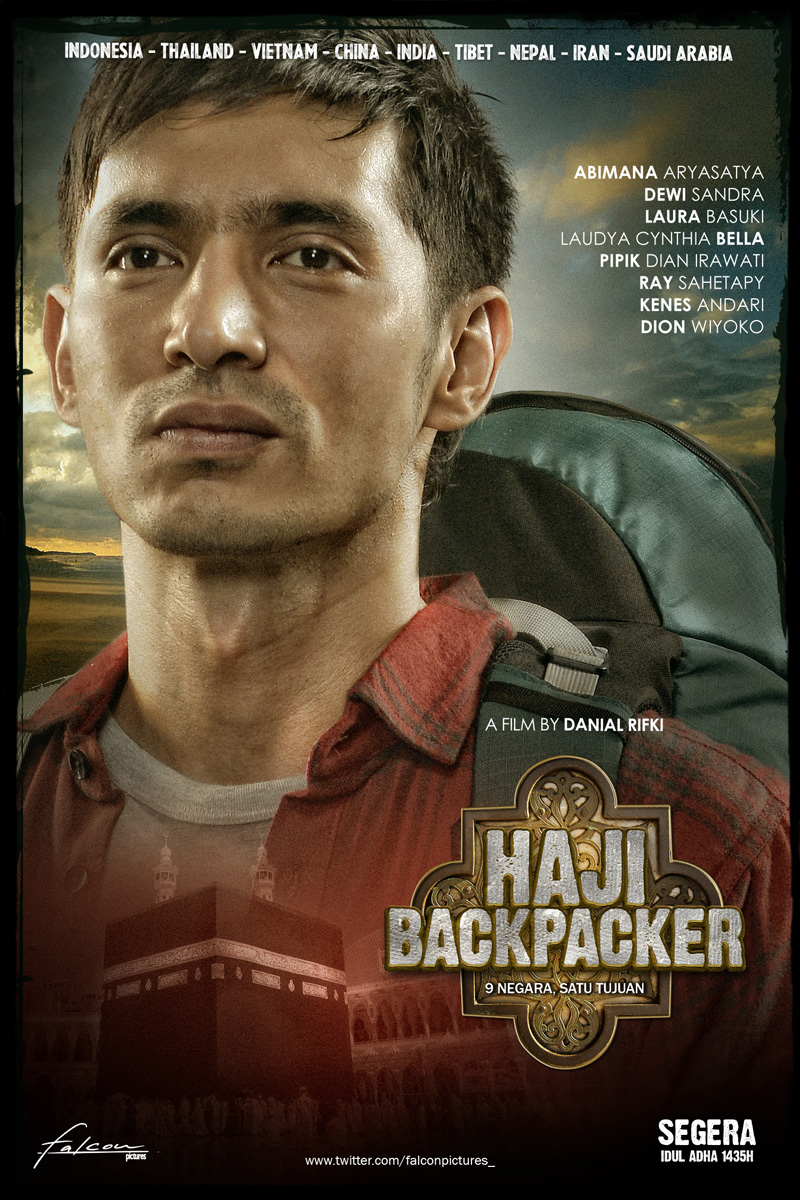 INDONESIA - THAILAND - VIETNAM - CHINA - INDIA - TIBET - NEPAL - IRAN - SAUDI ARABIA
ABIMANA ARYASATYA
DEWI SANDRA
LAURA BASUKI
LAUDYA CYNTHIA BELLA
PIPIK DIAN IRAWATI
RAY SAHETAPY
KENES ANDARI
DION WIYOKO
A FILM BY DANIAL RIFKI
HAJI
BACKPACKER
9 NEGARA, SATU TUJUAN
falcon
pictures
www.twitter.com/falconpictures_
SEGERA
IDUL ADHA 1435H